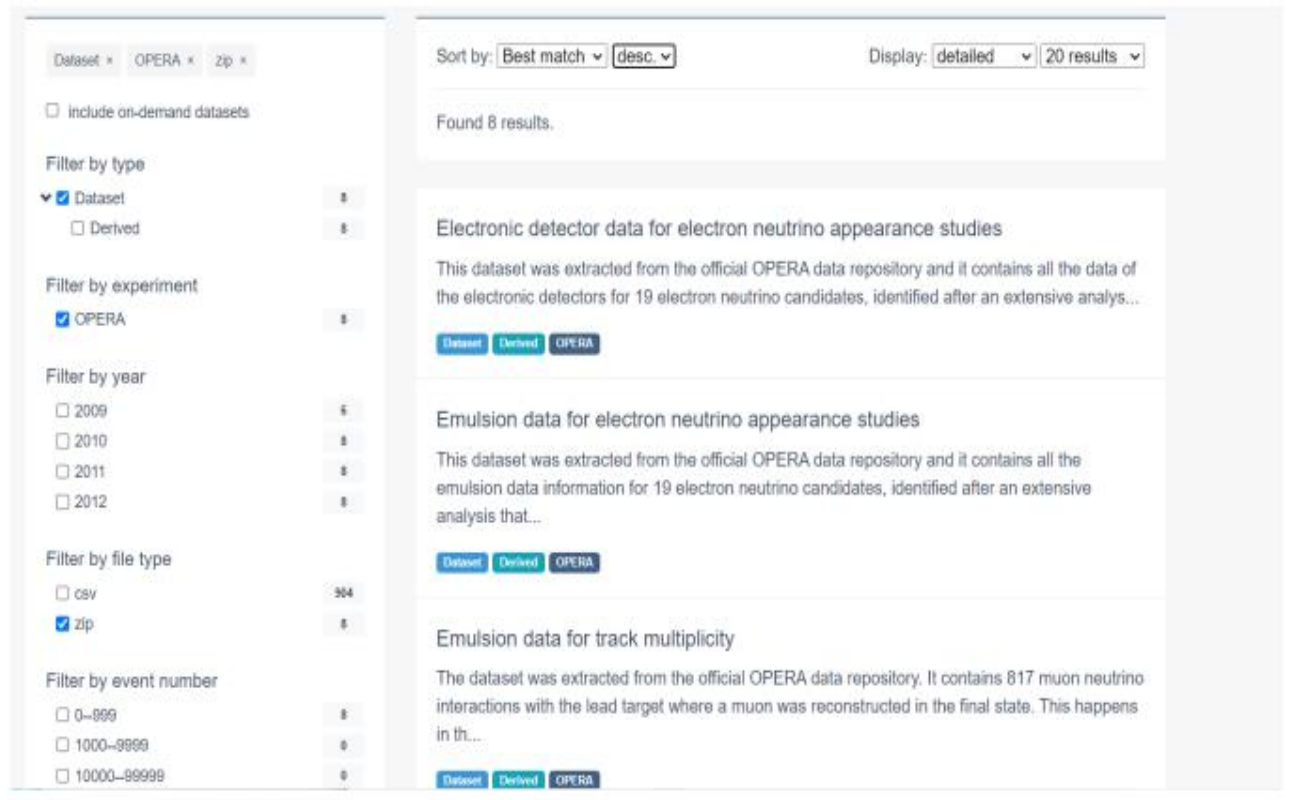 Dataset × OPERA × zip ×
include on-demand datasets
Filter by type
Dataset 8
Derived 8
Filter by experiment
OPERA 8
Filter by year
2009 6
2010 8
2011 8
2012 8
Filter by file type
csv 904
zip 8
Filter by event number
0--999 8
1000--9999 0
10000--99999 0
Sort by: Best match desc. Display: detailed 20 results
Found 8 results.
Electronic detector data for electron neutrino appearance studies
This dataset was extracted from the official OPERA data repository and it contains all the data of
the electronic detectors for 19 electron neutrino candidates, identified after an extensive analys...
Dataset Derived OPERA
Emulsion data for electron neutrino appearance studies
This dataset was extracted from the official OPERA data repository and it contains all the
emulsion data information for 19 electron neutrino candidates, identified after an extensive
analysis that...
Dataset Derived OPERA
Emulsion data for track multiplicity
The dataset was extracted from the official OPERA data repository. It contains 817 muon neutrino
interactions with the lead target where a muon was reconstructed in the final state. This happens
in th...
Dataset Derived OPERA